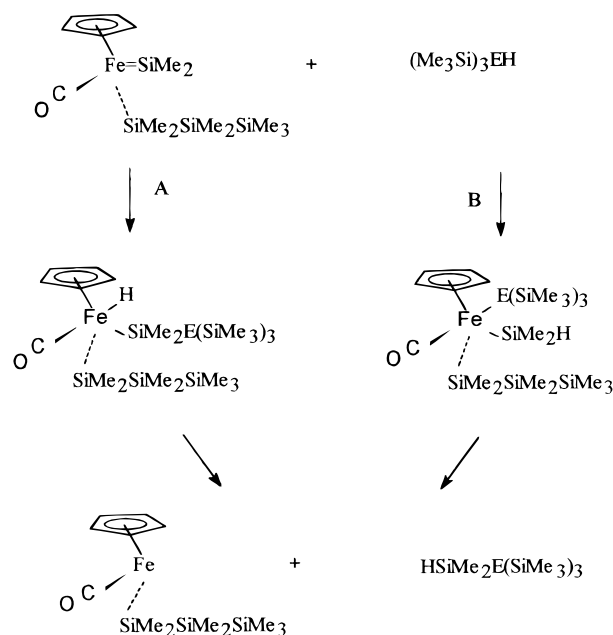 Fe=SiMe2 + (Me3Si)3EH
O C
SiMe2SiMe2SiMe3
A B
H
Fe
SiMe2E(SiMe3)3
O C
SiMe2SiMe2SiMe3
E(SiMe3)3
Fe
SiMe2H
O C
SiMe2SiMe2SiMe3
Fe + HSiMe2E(SiMe3)3
O C
SiMe2SiMe2SiMe3